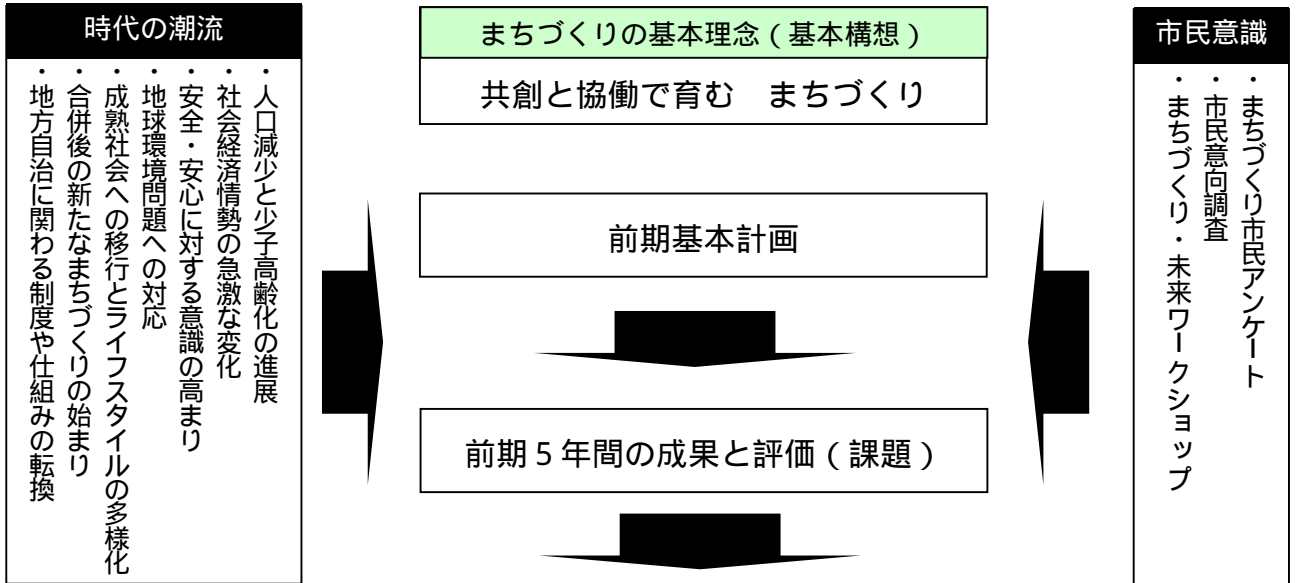 時代の潮流
・人口減少と少子高齢化の進展
・社会経済情勢の急激な変化
・安全・安心に対する意識の高まり
・地球環境問題への対応
・成熟社会への移行とライフスタイルの多様化
・合併後の新たなまちづくりの始まり
・地方自治に関わる制度や仕組みの転換
まちづくりの基本理念(基本構想)
共創と協働で育む　まちづくり
前期基本計画
前期5年間の成果と評価(課題)
市民意識
・まちづくり市民アンケート
・市民意向調査
・まちづくり・未来ワークショップ